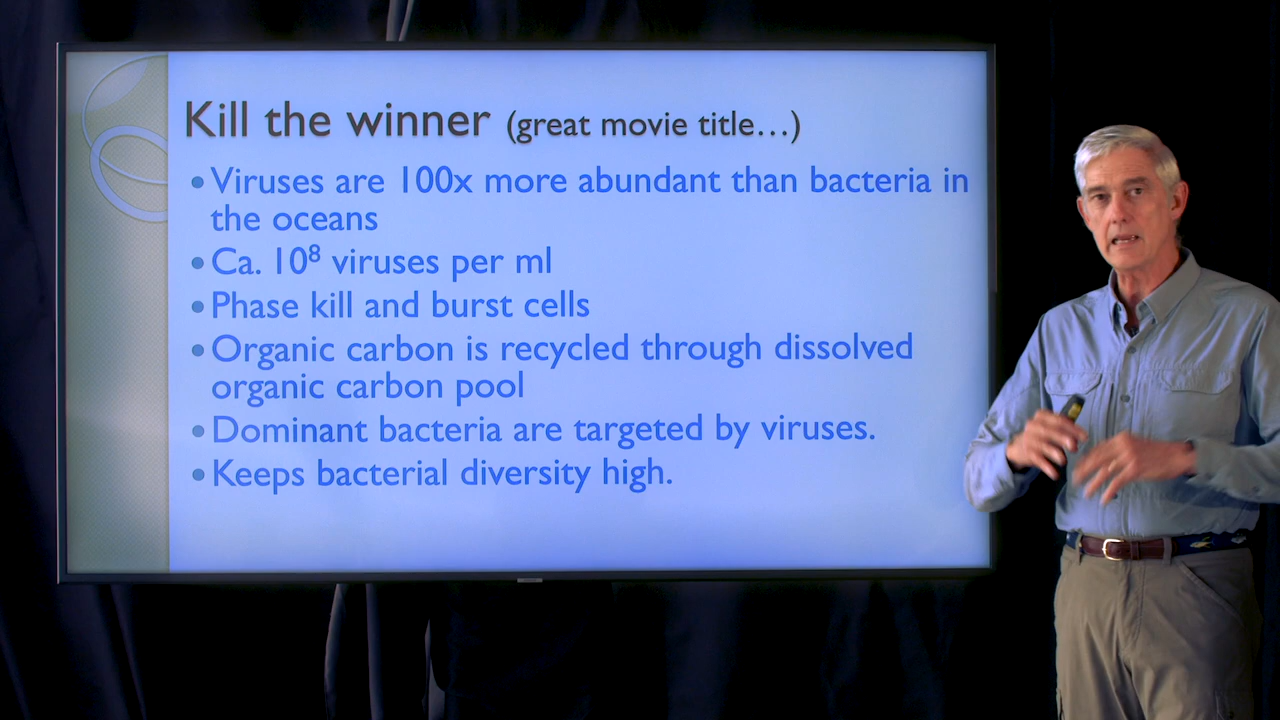 Kill the winner (great movie title...)
•Viruses are 100x more abundant than bacteria in
the oceans
•Ca. 10⁸ viruses per ml
•Phase kill and burst cells
•Organic carbon is recycled through dissolved
organic carbon pool
•Dominant bacteria are targeted by viruses.
•Keeps bacterial diversity high.